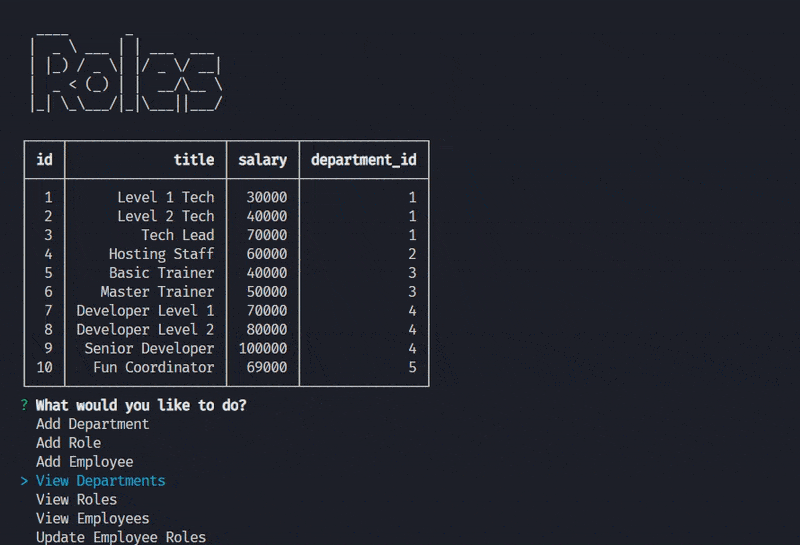 Roles
id title salary department_id
1 Level 1 Tech 30000 1
2 Level 2 Tech 40000 1
3 Tech Lead 70000 1
4 Hosting Staff 60000 2
5 Basic Trainer 40000 3
6 Master Trainer 50000 3
7 Developer Level 1 70000 4
8 Developer Level 2 80000 4
9 Senior Developer 100000 4
10 Fun Coordinator 69000 5
? What would you like to do?
Add Department
Add Role
Add Employee
> View Departments
View Roles
View Employees
Update Employee Roles